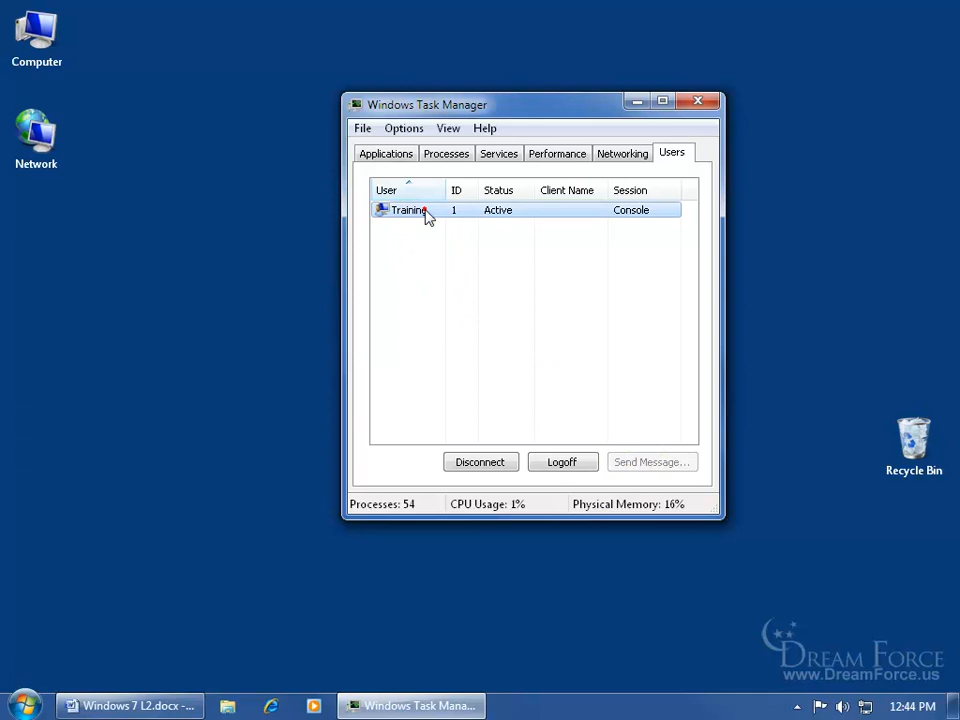 Computer
Network
Windows Task Manager
File Options View Help
Applications Processes Services Performance Networking Users
User ID Status Client Name Session
Training 1 Active Console
Disconnect Logoff Send Message...
Processes: 54 CPU Usage: 1% Physical Memory: 16%
Recycle Bin
DREAM FORCE
www.DreamForce.us
Windows 7 L2.docx -... Windows Task Mana... 12:44 PM